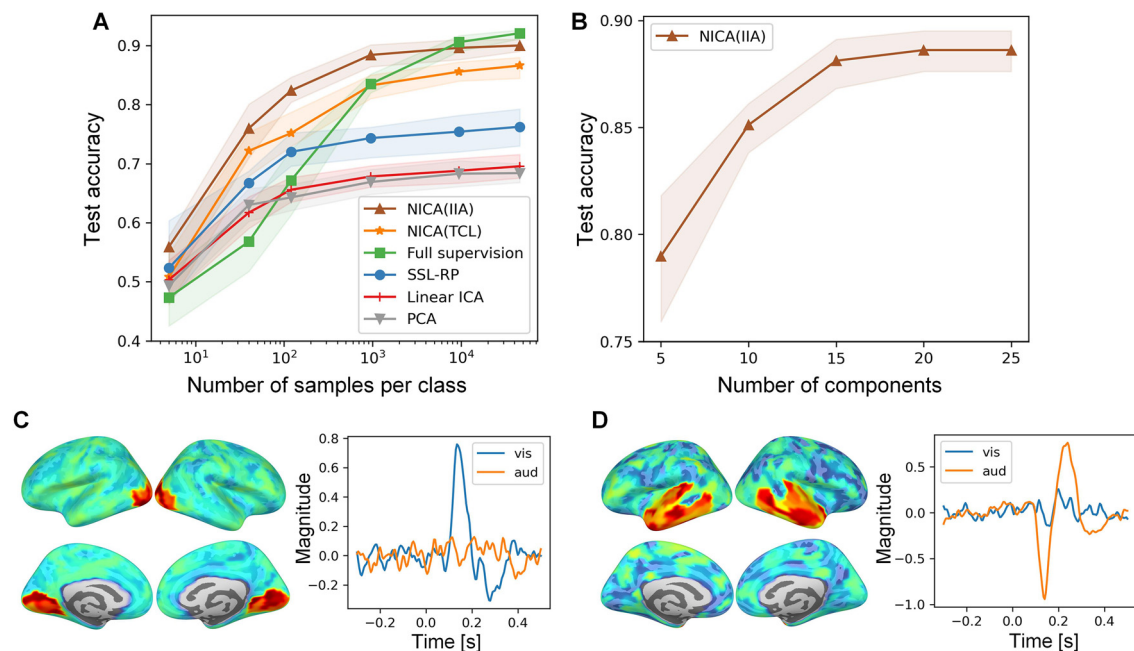 A
Test accuracy
0.9
0.8
0.7
0.6
0.5
0.4
NICA(IIA)
NICA(TCL)
Full supervision
SSL-RP
Linear ICA
PCA
10¹ 10² 10³ 10⁴
Number of samples per class
B
Test accuracy
0.90
0.85
0.80
0.75
NICA(IIA)
5 10 15 20 25
Number of components
C
Magnitude
0.8
0.6
0.4
0.2
0.0
−0.2
vis
aud
−0.2 0.0 0.2 0.4
Time [s]
D
Magnitude
0.5
0.0
−0.5
−1.0
vis
aud
−0.2 0.0 0.2 0.4
Time [s]